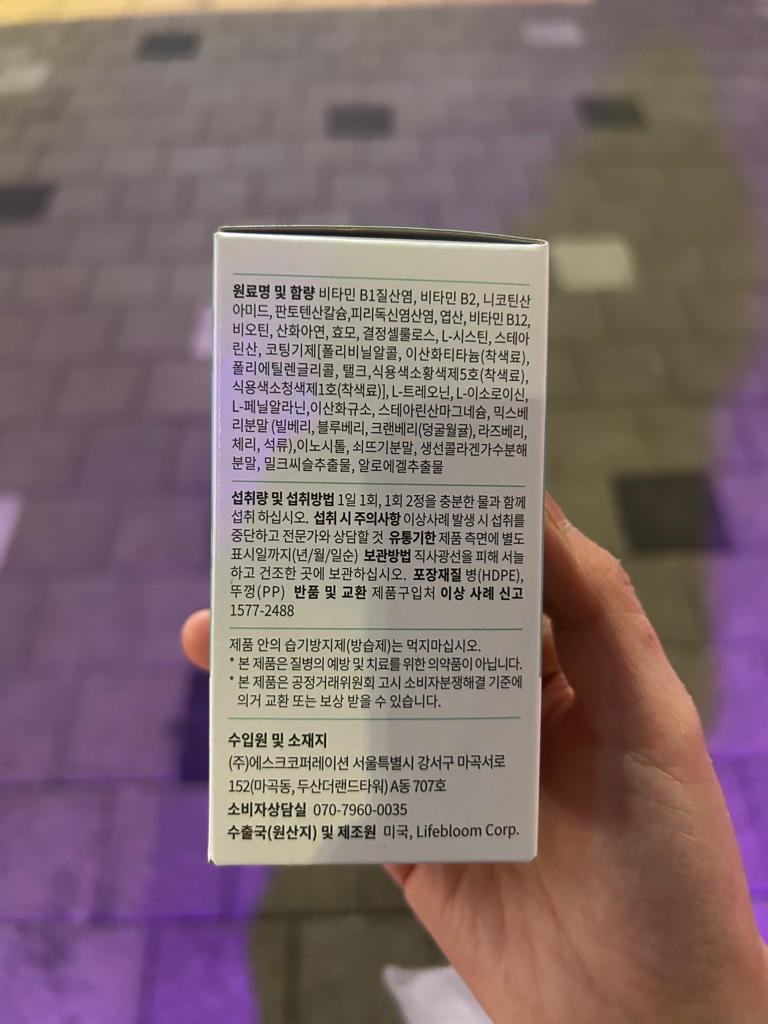 원료명 및 함량 비타민 B1질산염, 비타민 B2, 니코틴산
아미드, 판토텐산칼슘,피리독신염산염, 엽산, 비타민 B12,
비오틴, 산화아연, 효모, 결정셀룰로스, L-시스틴, 스테아
린산, 코팅기제[폴리비닐알콜, 이산화티타늄(착색료),
폴리에틸렌글리콜, 탤크,식용색소황색제5호(착색료),
식용색소청색제1호(착색료)], L-트레오닌, L-이소로이신,
L-페닐알라닌,이산화규소, 스테아린산마그네슘, 믹스베
리분말 (빌베리, 블루베리, 크랜베리(덩굴월귤), 라즈베리,
체리, 석류),이노시톨, 쇠뜨기분말, 생선콜라겐가수분해
분말, 밀크씨슬추출물, 알로에겔추출물
섭취량 및 섭취방법 1일 1회, 1회 2정을 충분한 물과 함께
섭취 하십시오. 섭취 시 주의사항 이상사례 발생 시 섭취를
중단하고 전문가와 상담할 것 유통기한 제품 측면에 별도
표시일까지(년/월/일순) 보관방법 직사광선을 피해 서늘
하고 건조한 곳에 보관하십시오. 포장재질 병(HDPE),
뚜껑(PP) 반품 및 교환 제품구입처 이상 사례 신고
1577-2488
제품 안의 습기방지제(방습제)는 먹지마십시오.
* 본 제품은 질병의 예방 및 치료를 위한 의약품이 아닙니다.
* 본 제품은 공정거래위원회 고시 소비자분쟁해결 기준에
의거 교환 또는 보상 받을 수 있습니다.
수입원 및 소재지
(주)에스크코퍼레이션 서울특별시 강서구 마곡서로
152(마곡동, 두산더랜드타워) A동 707호
소비자상담실 070-7960-0035
수출국(원산지) 및 제조원 미국, Lifebloom Corp.